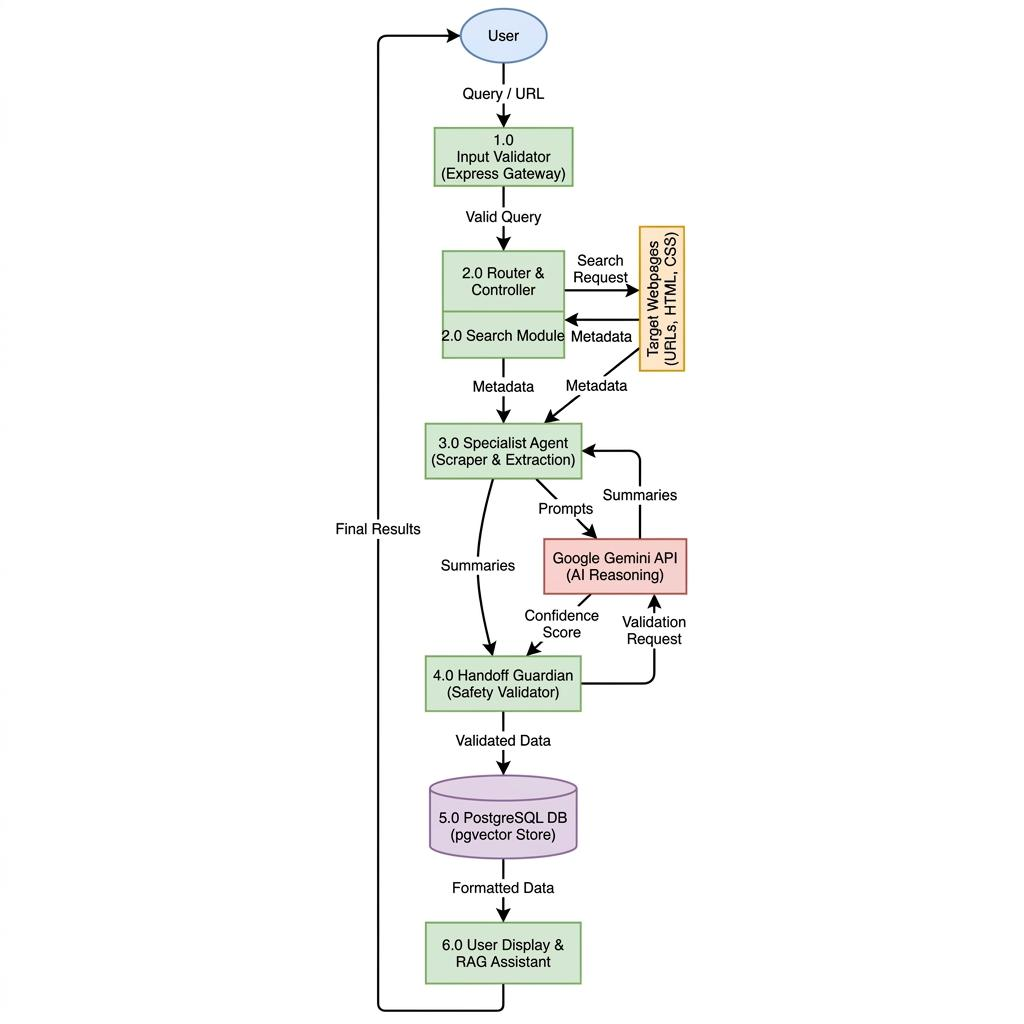 User
Query / URL
1.0
Input Validator
(Express Gateway)
Valid Query
2.0 Router &
Controller
Search
Request
Target Webpages
(URLs, HTML, CSS)
2.0 Search Module
Metadata
Metadata
Metadata
3.0 Specialist Agent
(Scraper & Extraction)
Summaries
Prompts
Final Results
Summaries
Google Gemini API
(AI Reasoning)
Confidence
Score
Validation
Request
4.0 Handoff Guardian
(Safety Validator)
Validated Data
5.0 PostgreSQL DB
(pgvector Store)
Formatted Data
6.0 User Display &
RAG Assistant